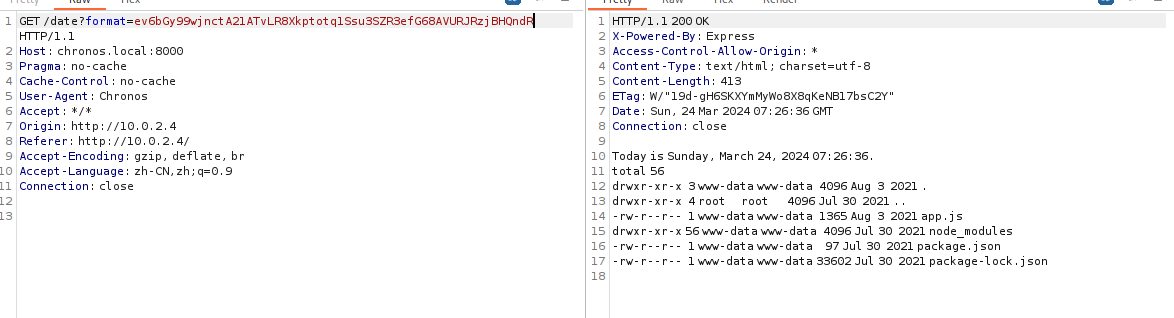 Pretty Raw Hex
1 GET /date?format=ev6bGy99wjnctA21ATvLR8Xkptotq1Ssu3SZR3efG68AVURJRzjBHQndR
HTTP/1.1
2 Host: chronos.local:8000
3 Pragma: no-cache
4 Cache-Control: no-cache
5 User-Agent: Chronos
6 Accept: */*
7 Origin: http://10.0.2.4
8 Referer: http://10.0.2.4/
9 Accept-Encoding: gzip, deflate, br
10 Accept-Language: zh-CN,zh;q=0.9
11 Connection: close
12
13
Pretty Raw Hex Render
1 HTTP/1.1 200 OK
2 X-Powered-By: Express
3 Access-Control-Allow-Origin: *
4 Content-Type: text/html; charset=utf-8
5 Content-Length: 413
6 ETag: W/"19d-gH6SKXYmMyWo8X8qKeNB17bsC2Y"
7 Date: Sun, 24 Mar 2024 07:26:36 GMT
8 Connection: close
9
10 Today is Sunday, March 24, 2024 07:26:36.
11 total 56
12 drwxr-xr-x 3 www-data www-data 4096 Aug 3 2021 .
13 drwxr-xr-x 4 root root 4096 Jul 30 2021 ..
14 -rw-r--r-- 1 www-data www-data 1365 Aug 3 2021 app.js
15 drwxr-xr-x 56 www-data www-data 4096 Jul 30 2021 node_modules
16 -rw-r--r-- 1 www-data www-data 97 Jul 30 2021 package.json
17 -rw-r--r-- 1 www-data www-data 33602 Jul 30 2021 package-lock.json
18